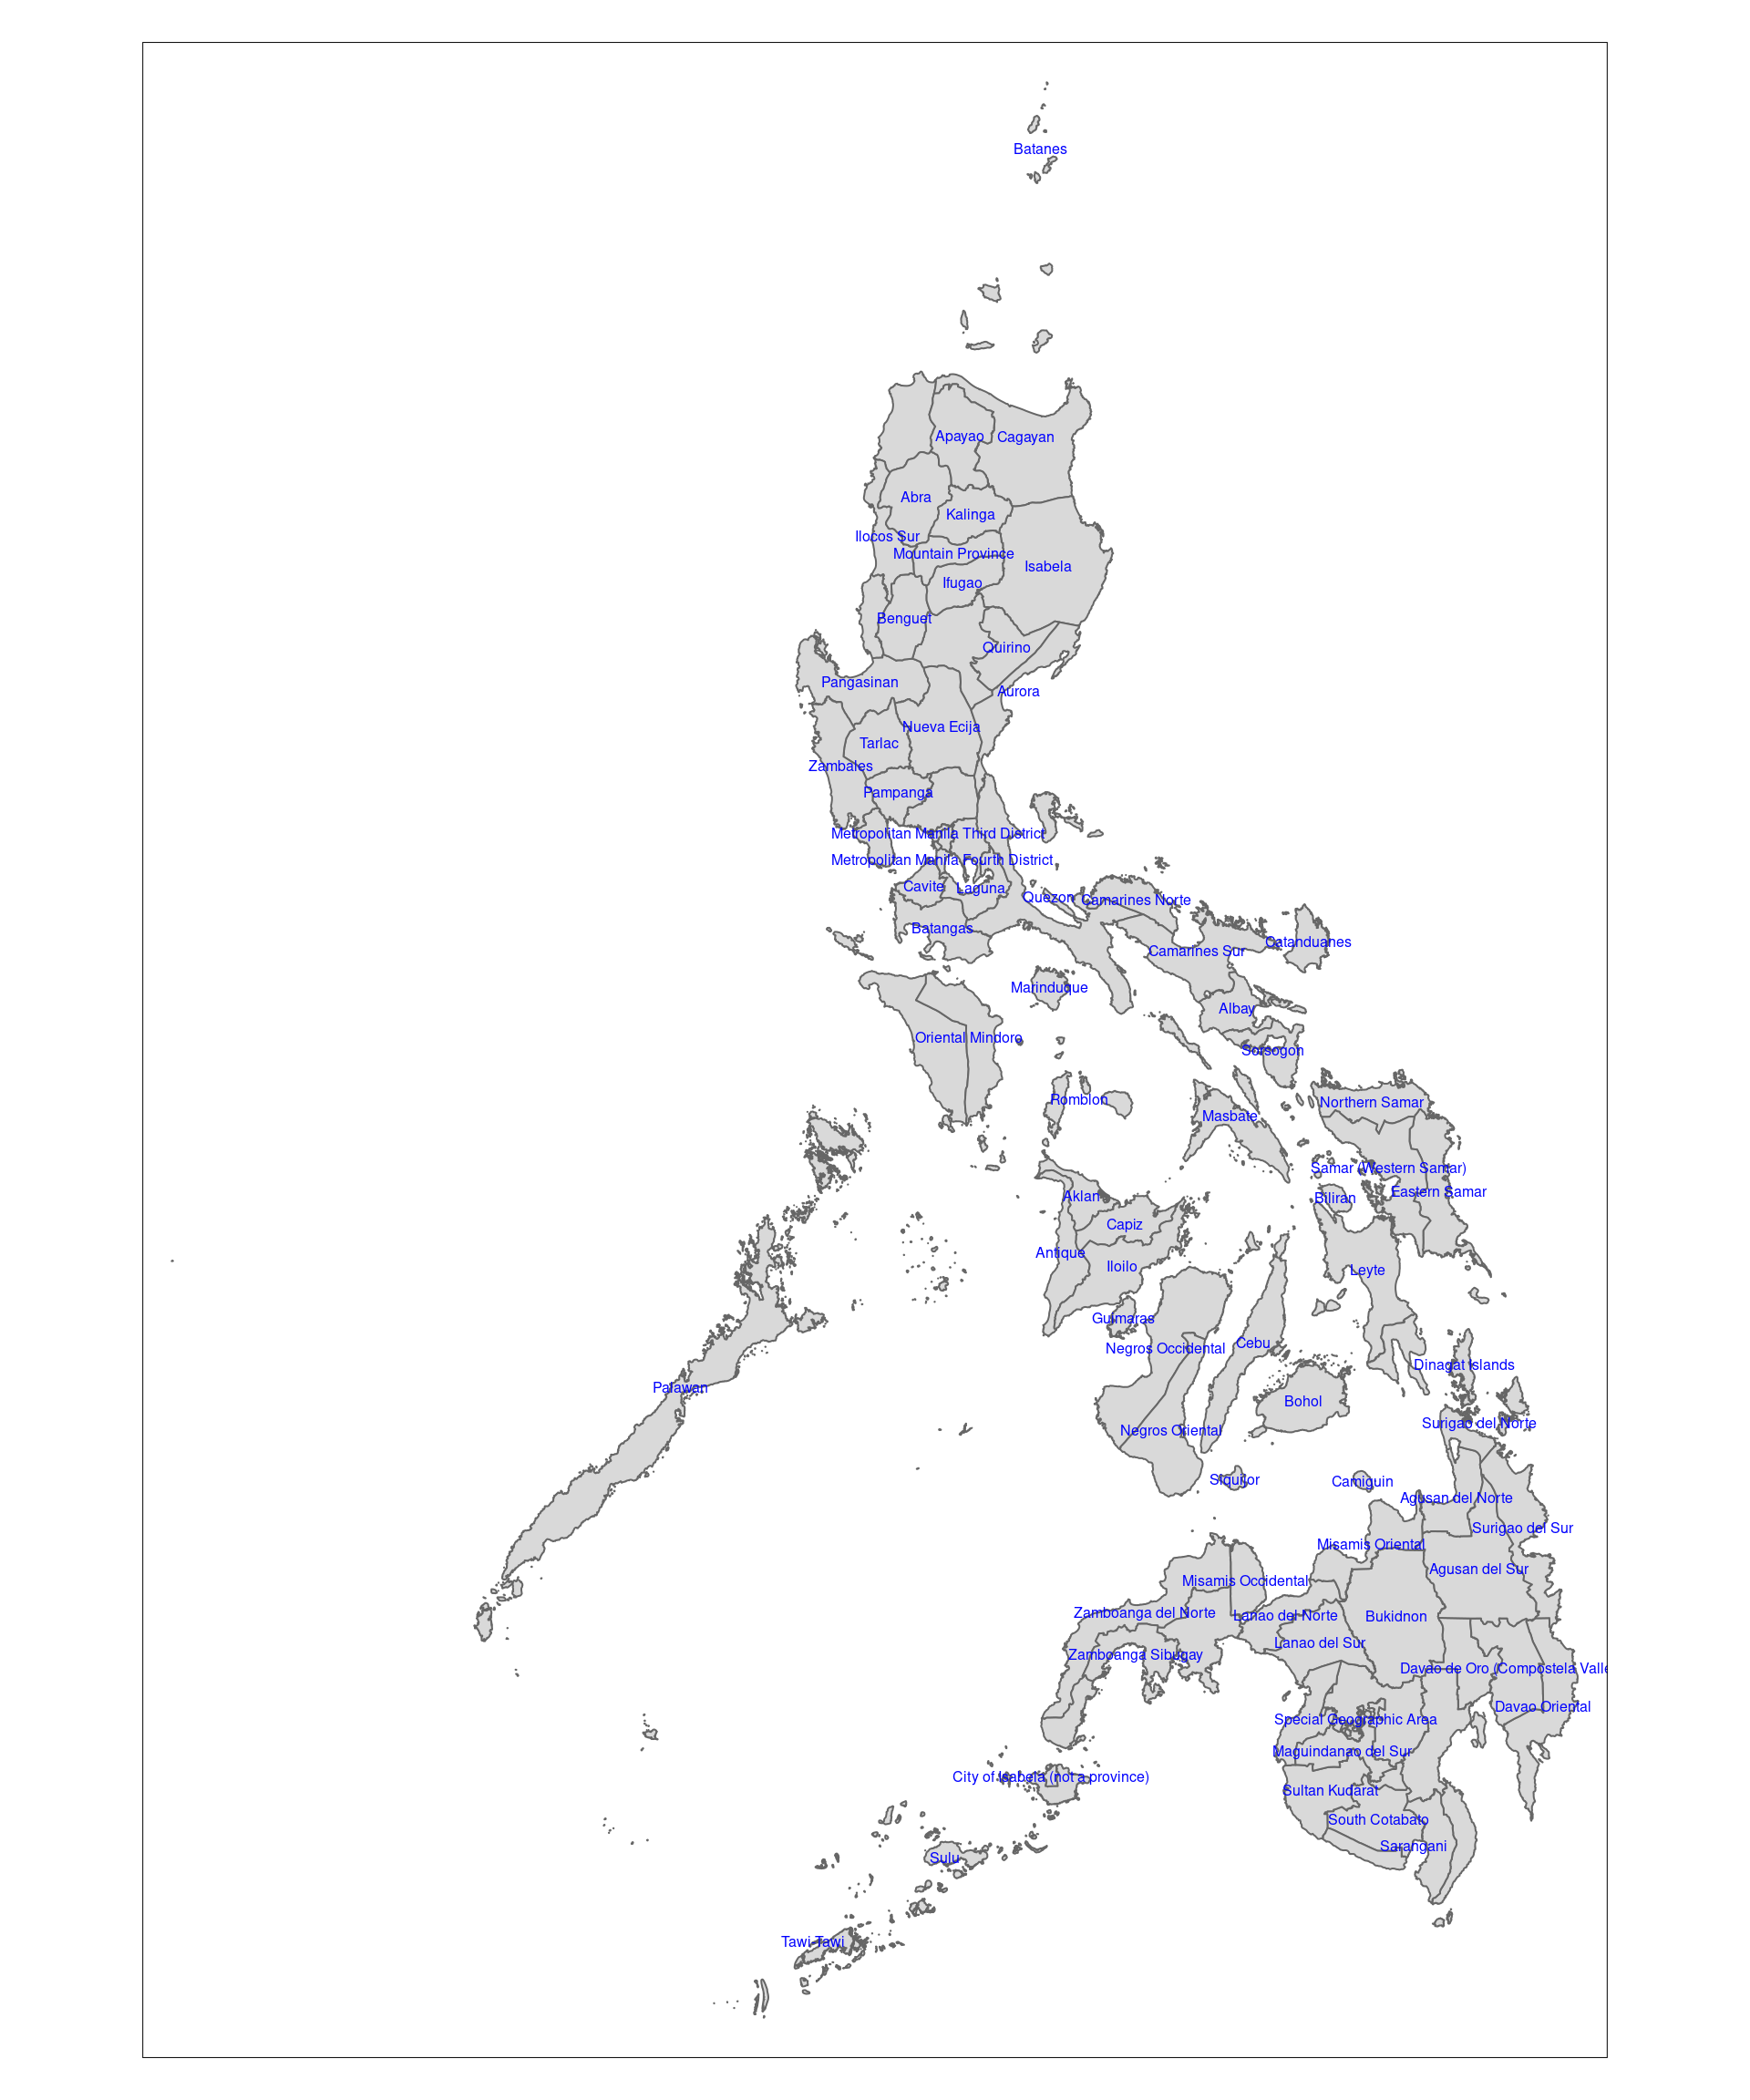 Batanes
Apayao
Cagayan
Abra
Kalinga
Ilocos Sur
Mountain Province
Isabela
Ifugao
Benguet
Quirino
Pangasinan
Aurora
Nueva Ecija
Tarlac
Zambales
Pampanga
Metropolitan Manila Third District
Metropolitan Manila Fourth District
Cavite
Laguna
Quezon
Camarines Norte
Batangas
Catanduanes
Camarines Sur
Marinduque
Albay
Oriental Mindoro
Sorsogon
Romblon
Northern Samar
Masbate
Samar (Western Samar)
Eastern Samar
Aklan
Biliran
Capiz
Antique
Iloilo
Leyte
Guimaras
Cebu
Negros Occidental
Dinagat Islands
Palawan
Bohol
Surigao del Norte
Negros Oriental
Siquijor
Camiguin
Agusan del Norte
Surigao del Sur
Misamis Oriental
Agusan del Sur
Misamis Occidental
Zamboanga del Norte
Lanao del Norte
Bukidnon
Lanao del Sur
Zamboanga Sibugay
Davao de Oro (Compostela Valle
Davao Oriental
Special Geographic Area
Maguindanao del Sur
City of Isabela (not a province)
Sultan Kudarat
South Cotabato
Sarangani
Sulu
Tawi-Tawi